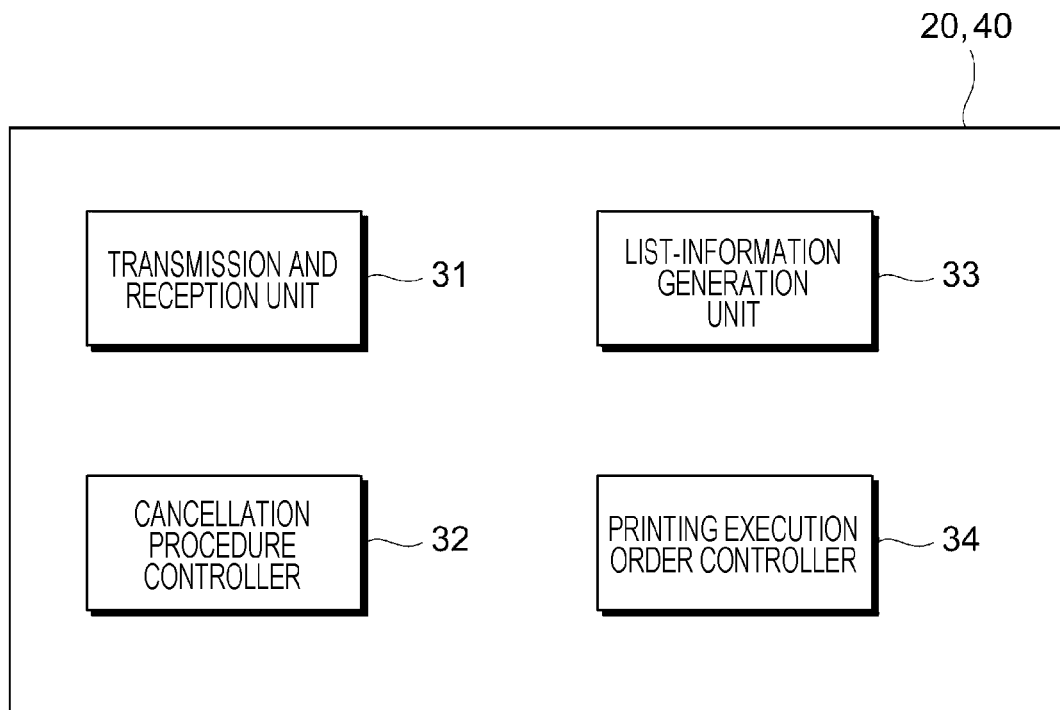 20, 40
TRANSMISSION AND
RECEPTION UNIT
31
LIST-INFORMATION
GENERATION
UNIT
33
CANCELLATION
PROCEDURE
CONTROLLER
32
PRINTING EXECUTION
ORDER CONTROLLER
34